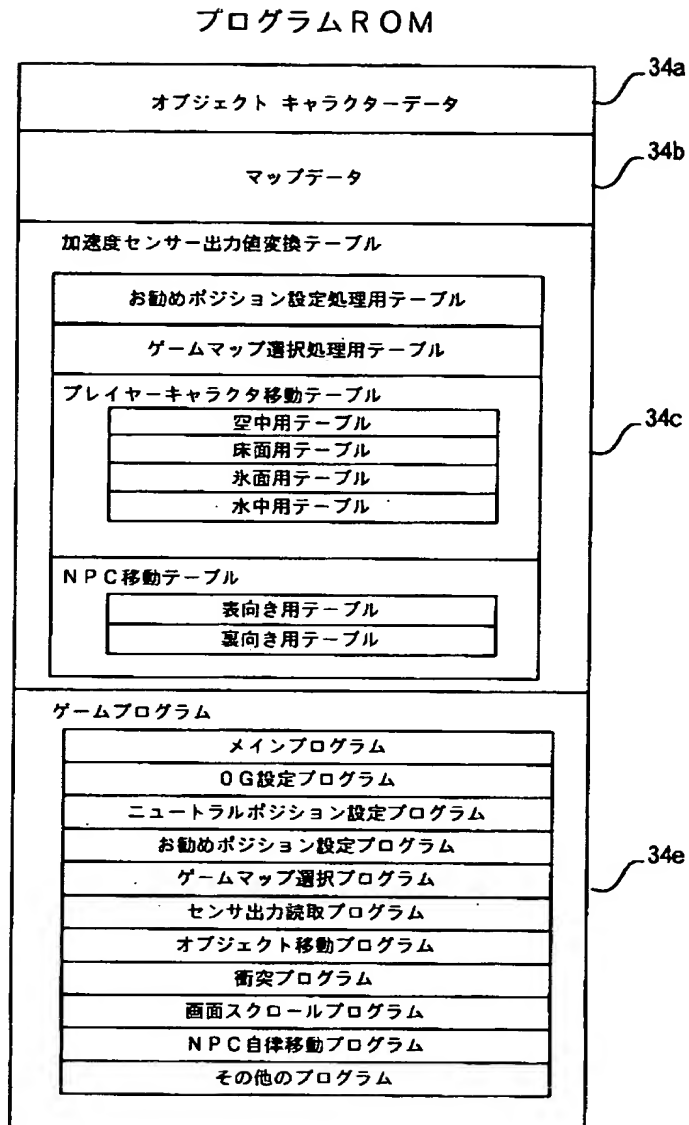 プログラムROM
34a
オブジェクト キャラクターデータ
34b
マップデータ
加速度センサー出力値変換テーブル
お勧めポジション設定処理用テーブル
ゲームマップ選択処理用テーブル
プレイヤーキャラクタ移動テーブル
34c
空中用テーブル
床面用テーブル
氷面用テーブル
水中用テーブル
NPC移動テーブル
表向き用テーブル
裏向き用テーブル
ゲームプログラム
メインプログラム
0G設定プログラム
ニュートラルポジション設定プログラム
お勧めポジション設定プログラム
34e
ゲームマップ選択プログラム
センサ出力読取プログラム
オブジェクト移動プログラム
衝突プログラム
画面スクロールプログラム
NPC自律移動プログラム
その他のプログラム